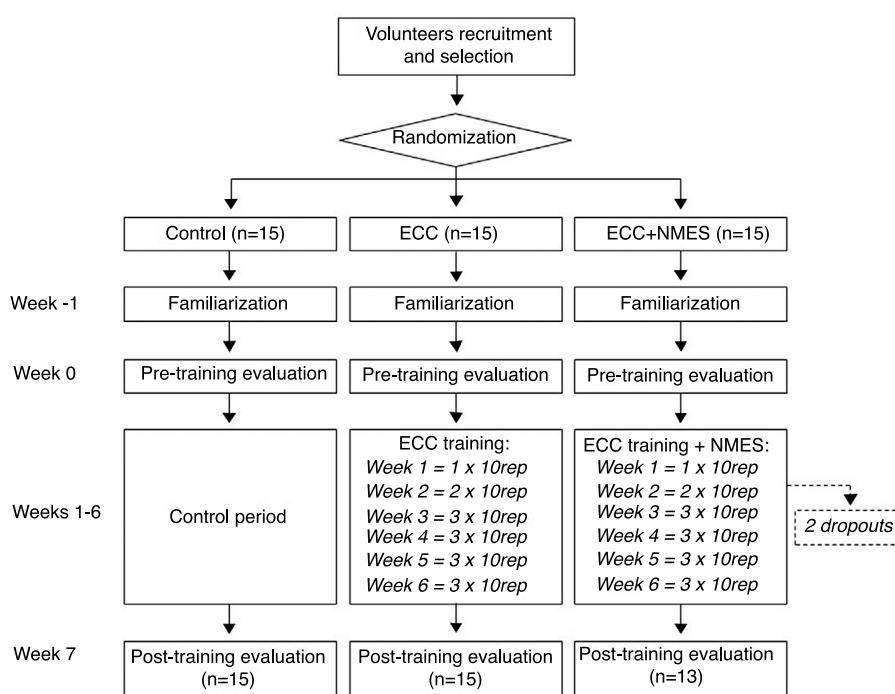 Volunteers recruitment
and selection
Randomization
Control (n=15)
ECC (n=15)
ECC+NMES (n=15)
Week -1
Familiarization
Familiarization
Familiarization
Week 0
Pre-training evaluation
Pre-training evaluation
Pre-training evaluation
Weeks 1-6
Control period
ECC training:
Week 1 = 1 x 10rep
Week 2 = 2 x 10rep
Week 3 = 3 x 10rep
Week 4 = 3 x 10rep
Week 5 = 3 x 10rep
Week 6 = 3 x 10rep
ECC training + NMES:
Week 1 = 1 x 10rep
Week 2 = 2 x 10rep
Week 3 = 3 x 10rep
Week 4 = 3 x 10rep
Week 5 = 3 x 10rep
Week 6 = 3 x 10rep
2 dropouts
Week 7
Post-training evaluation
(n=15)
Post-training evaluation
(n=15)
Post-training evaluation
(n=13)